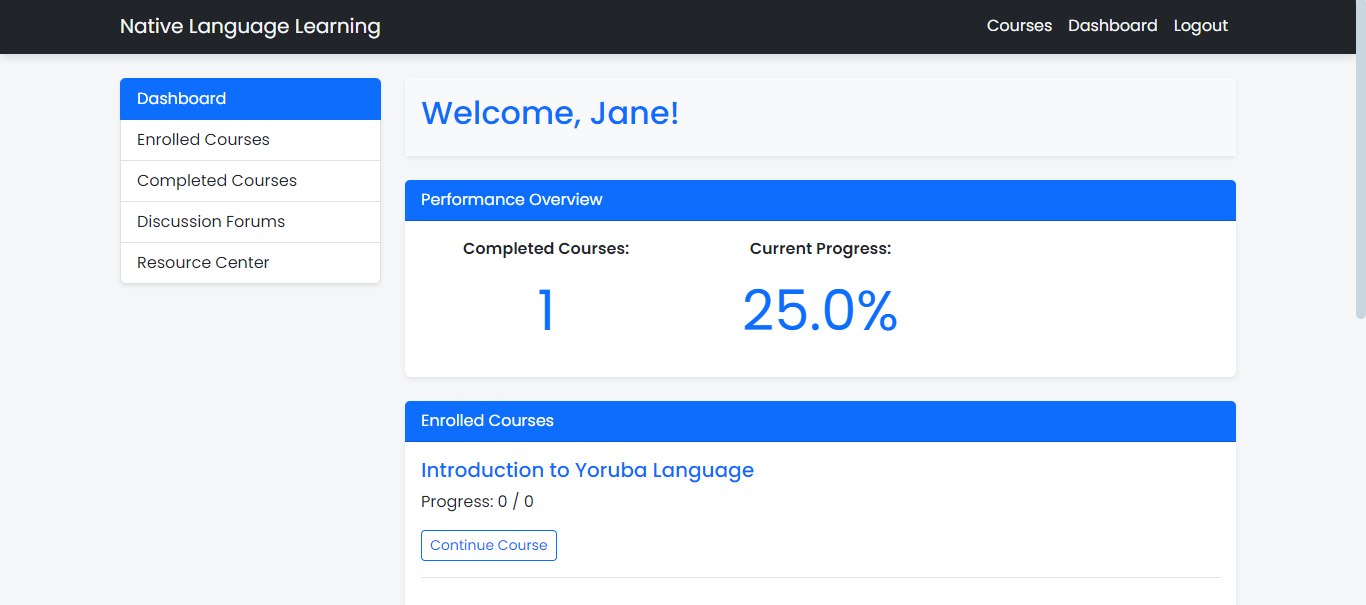 Native Language Learning
Courses Dashboard Logout
Dashboard
Enrolled Courses
Completed Courses
Discussion Forums
Resource Center
Welcome, Jane!
Performance Overview
Completed Courses:
1
Current Progress:
25.0%
Enrolled Courses
Introduction to Yoruba Language
Progress: 0 / 0
Continue Course